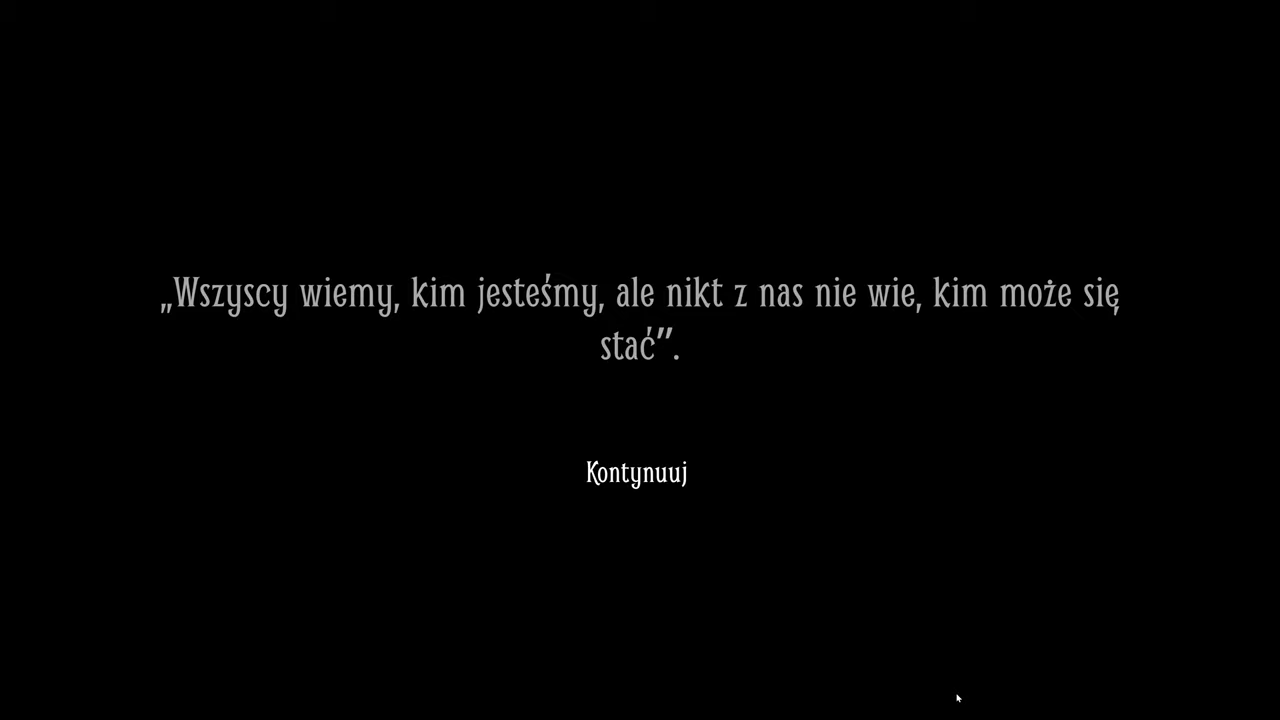 „Wszyscy wiemy, kim jesteśmy, ale nikt z nas nie wie, kim może się
stać”.
Kontynuuj